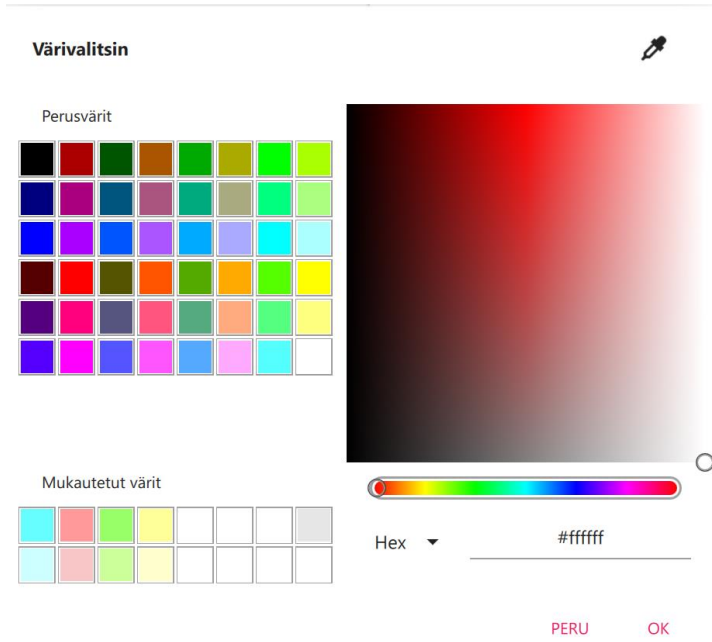 Värivalitsin
Perusvärit
Mukautetut värit
Hex
#ffffff
PERU
OK